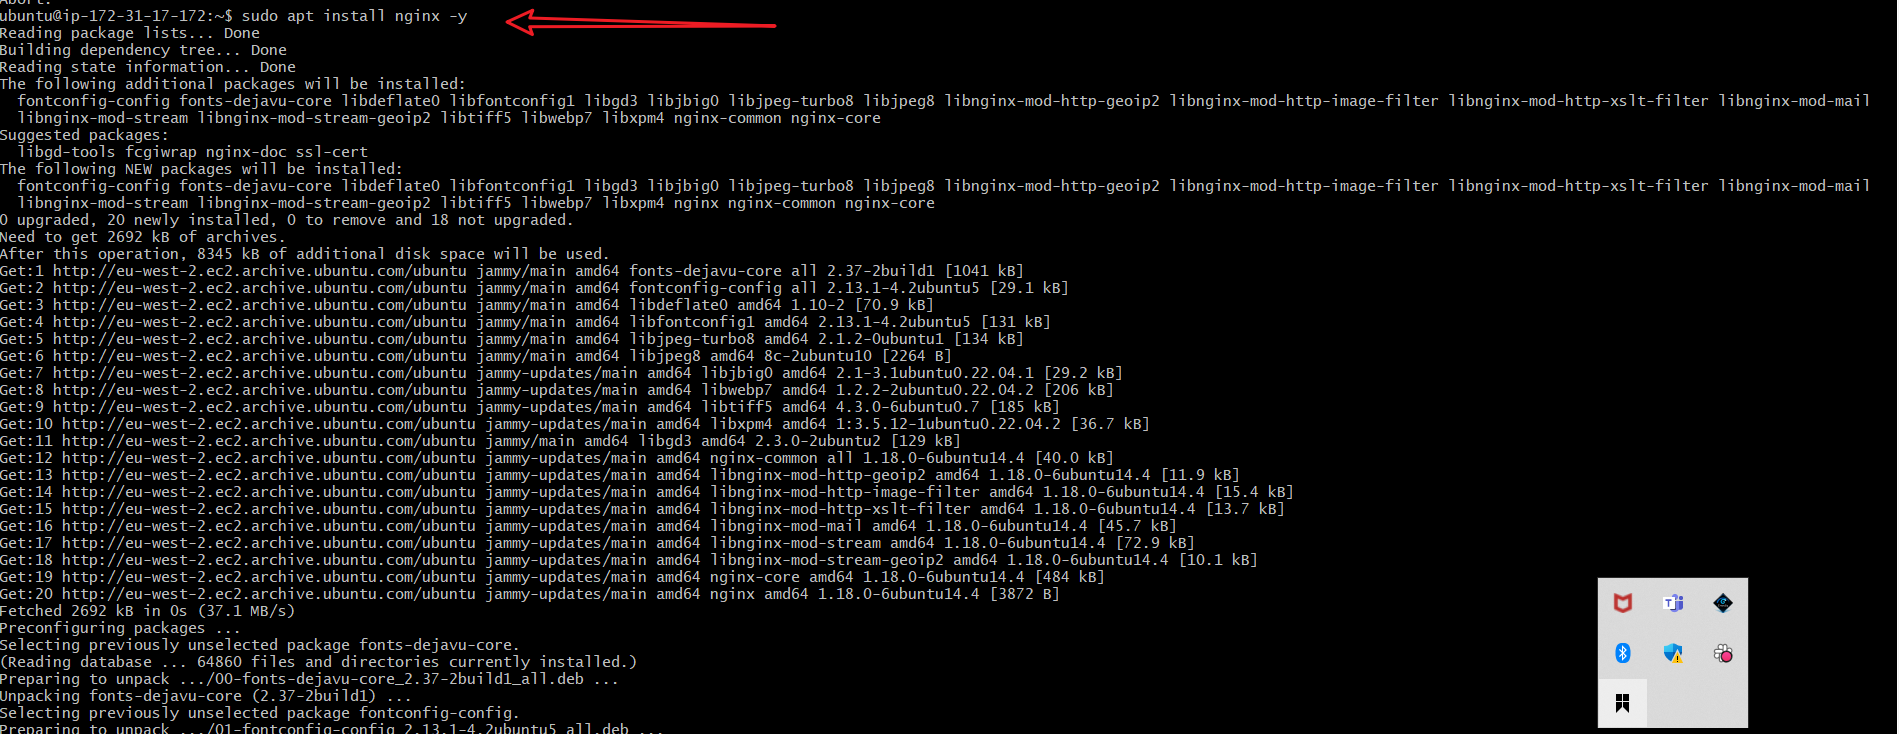 Abort.
ubuntu@ip-172-31-17-172:~$ sudo apt install nginx -y
Reading package lists... Done
Building dependency tree... Done
Reading state information... Done
The following additional packages will be installed:
  fontconfig-config fonts-dejavu-core libdeflate0 libfontconfig1 libgd3 libjbig0 libjpeg-turbo8 libjpeg8 libnginx-mod-http-geoip2 libnginx-mod-http-image-filter libnginx-mod-http-xslt-filter libnginx-mod-mail
  libnginx-mod-stream libnginx-mod-stream-geoip2 libtiff5 libwebp7 libxpm4 nginx-common nginx-core
Suggested packages:
  libgd-tools fcgiwrap nginx-doc ssl-cert
The following NEW packages will be installed:
  fontconfig-config fonts-dejavu-core libdeflate0 libfontconfig1 libgd3 libjbig0 libjpeg-turbo8 libjpeg8 libnginx-mod-http-geoip2 libnginx-mod-http-image-filter libnginx-mod-http-xslt-filter libnginx-mod-mail
  libnginx-mod-stream libnginx-mod-stream-geoip2 libtiff5 libwebp7 libxpm4 nginx nginx-common nginx-core
0 upgraded, 20 newly installed, 0 to remove and 18 not upgraded.
Need to get 2692 kB of archives.
After this operation, 8345 kB of additional disk space will be used.
Get:1 http://eu-west-2.ec2.archive.ubuntu.com/ubuntu jammy/main amd64 fonts-dejavu-core all 2.37-2build1 [1041 kB]
Get:2 http://eu-west-2.ec2.archive.ubuntu.com/ubuntu jammy/main amd64 fontconfig-config all 2.13.1-4.2ubuntu5 [29.1 kB]
Get:3 http://eu-west-2.ec2.archive.ubuntu.com/ubuntu jammy/main amd64 libdeflate0 amd64 1.10-2 [70.9 kB]
Get:4 http://eu-west-2.ec2.archive.ubuntu.com/ubuntu jammy/main amd64 libfontconfig1 amd64 2.13.1-4.2ubuntu5 [131 kB]
Get:5 http://eu-west-2.ec2.archive.ubuntu.com/ubuntu jammy/main amd64 libjpeg-turbo8 amd64 2.1.2-0ubuntu1 [134 kB]
Get:6 http://eu-west-2.ec2.archive.ubuntu.com/ubuntu jammy/main amd64 libjpeg8 amd64 8c-2ubuntu10 [2264 B]
Get:7 http://eu-west-2.ec2.archive.ubuntu.com/ubuntu jammy-updates/main amd64 libjbig0 amd64 2.1-3.1ubuntu0.22.04.1 [29.2 kB]
Get:8 http://eu-west-2.ec2.archive.ubuntu.com/ubuntu jammy-updates/main amd64 libwebp7 amd64 1.2.2-2ubuntu0.22.04.2 [206 kB]
Get:9 http://eu-west-2.ec2.archive.ubuntu.com/ubuntu jammy-updates/main amd64 libtiff5 amd64 4.3.0-6ubuntu0.7 [185 kB]
Get:10 http://eu-west-2.ec2.archive.ubuntu.com/ubuntu jammy-updates/main amd64 libxpm4 amd64 1:3.5.12-1ubuntu0.22.04.2 [36.7 kB]
Get:11 http://eu-west-2.ec2.archive.ubuntu.com/ubuntu jammy/main amd64 libgd3 amd64 2.3.0-2ubuntu2 [129 kB]
Get:12 http://eu-west-2.ec2.archive.ubuntu.com/ubuntu jammy-updates/main amd64 nginx-common all 1.18.0-6ubuntu14.4 [40.0 kB]
Get:13 http://eu-west-2.ec2.archive.ubuntu.com/ubuntu jammy-updates/main amd64 libnginx-mod-http-geoip2 amd64 1.18.0-6ubuntu14.4 [11.9 kB]
Get:14 http://eu-west-2.ec2.archive.ubuntu.com/ubuntu jammy-updates/main amd64 libnginx-mod-http-image-filter amd64 1.18.0-6ubuntu14.4 [15.4 kB]
Get:15 http://eu-west-2.ec2.archive.ubuntu.com/ubuntu jammy-updates/main amd64 libnginx-mod-http-xslt-filter amd64 1.18.0-6ubuntu14.4 [13.7 kB]
Get:16 http://eu-west-2.ec2.archive.ubuntu.com/ubuntu jammy-updates/main amd64 libnginx-mod-mail amd64 1.18.0-6ubuntu14.4 [45.7 kB]
Get:17 http://eu-west-2.ec2.archive.ubuntu.com/ubuntu jammy-updates/main amd64 libnginx-mod-stream amd64 1.18.0-6ubuntu14.4 [72.9 kB]
Get:18 http://eu-west-2.ec2.archive.ubuntu.com/ubuntu jammy-updates/main amd64 libnginx-mod-stream-geoip2 amd64 1.18.0-6ubuntu14.4 [10.1 kB]
Get:19 http://eu-west-2.ec2.archive.ubuntu.com/ubuntu jammy-updates/main amd64 nginx-core amd64 1.18.0-6ubuntu14.4 [484 kB]
Get:20 http://eu-west-2.ec2.archive.ubuntu.com/ubuntu jammy-updates/main amd64 nginx amd64 1.18.0-6ubuntu14.4 [3872 B]
Fetched 2692 kB in 0s (37.1 MB/s)
Preconfiguring packages ...
Selecting previously unselected package fonts-dejavu-core.
(Reading database ... 64860 files and directories currently installed.)
Preparing to unpack .../00-fonts-dejavu-core_2.37-2build1_all.deb ...
Unpacking fonts-dejavu-core (2.37-2build1) ...
Selecting previously unselected package fontconfig-config.
Preparing to unpack .../01-fontconfig-config_2.13.1-4.2ubuntu5_all.deb ...